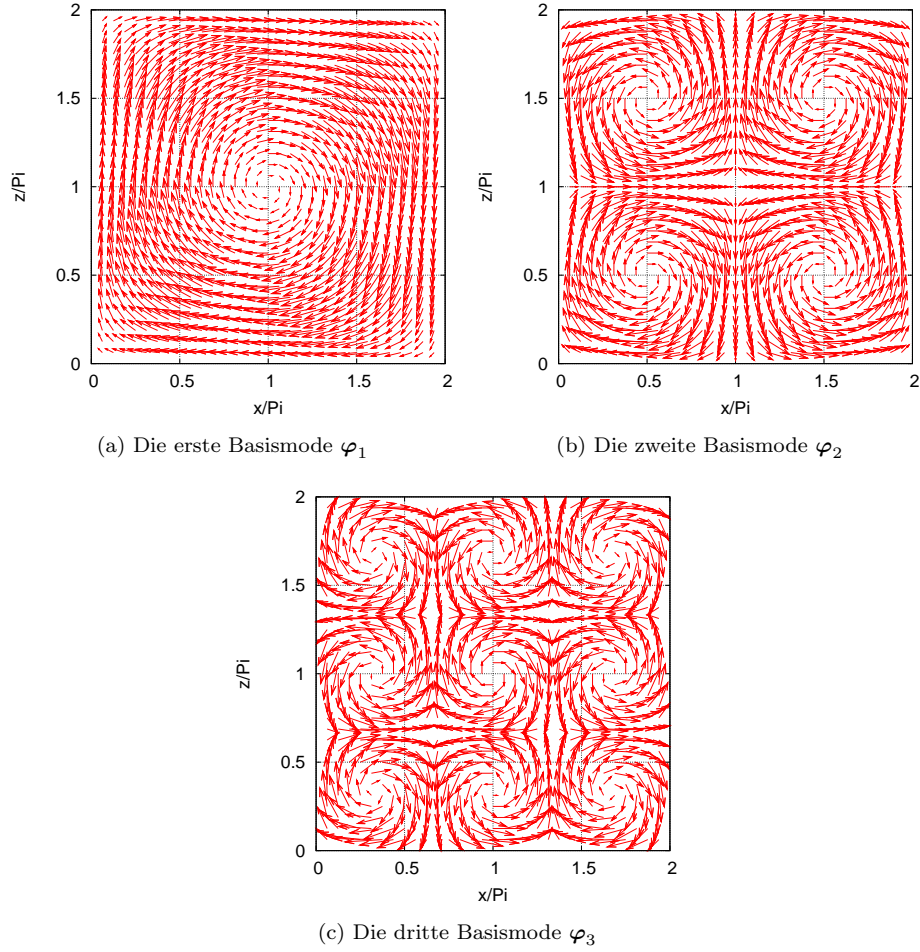 2
1.5
1
0.5
0
z/Pi
0 0.5 1 1.5 2
x/Pi
(a) Die erste Basismode φ₁
2
1.5
1
0.5
0
z/Pi
0 0.5 1 1.5 2
x/Pi
(b) Die zweite Basismode φ₂
2
1.5
1
0.5
0
z/Pi
0 0.5 1 1.5 2
x/Pi
(c) Die dritte Basismode φ₃